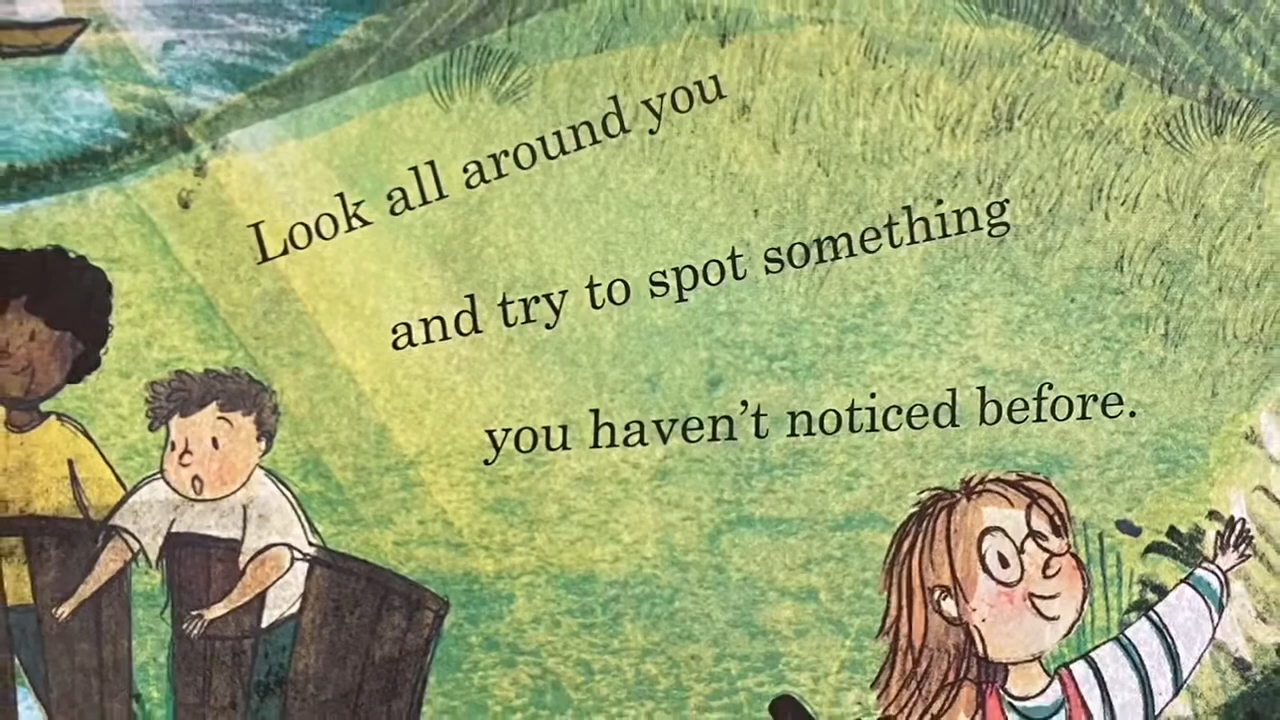 Look all around you
and try to spot something
you haven’t noticed before.